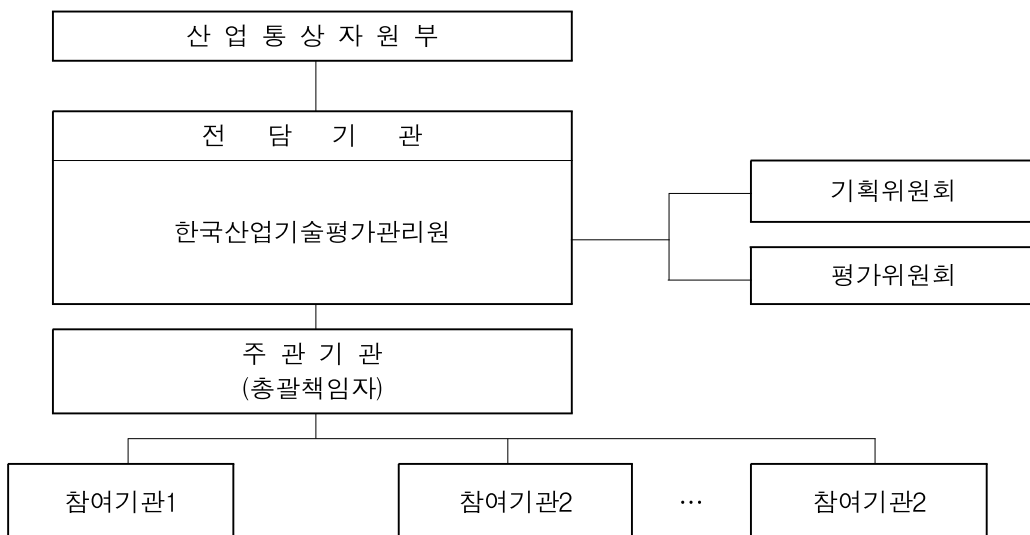 산 업 통 상 자 원 부
전 담 기 관
한국산업기술평가관리원
기획위원회
평가위원회
주 관 기 관
(총괄책임자)
참여기관1
참여기관2
…
참여기관2